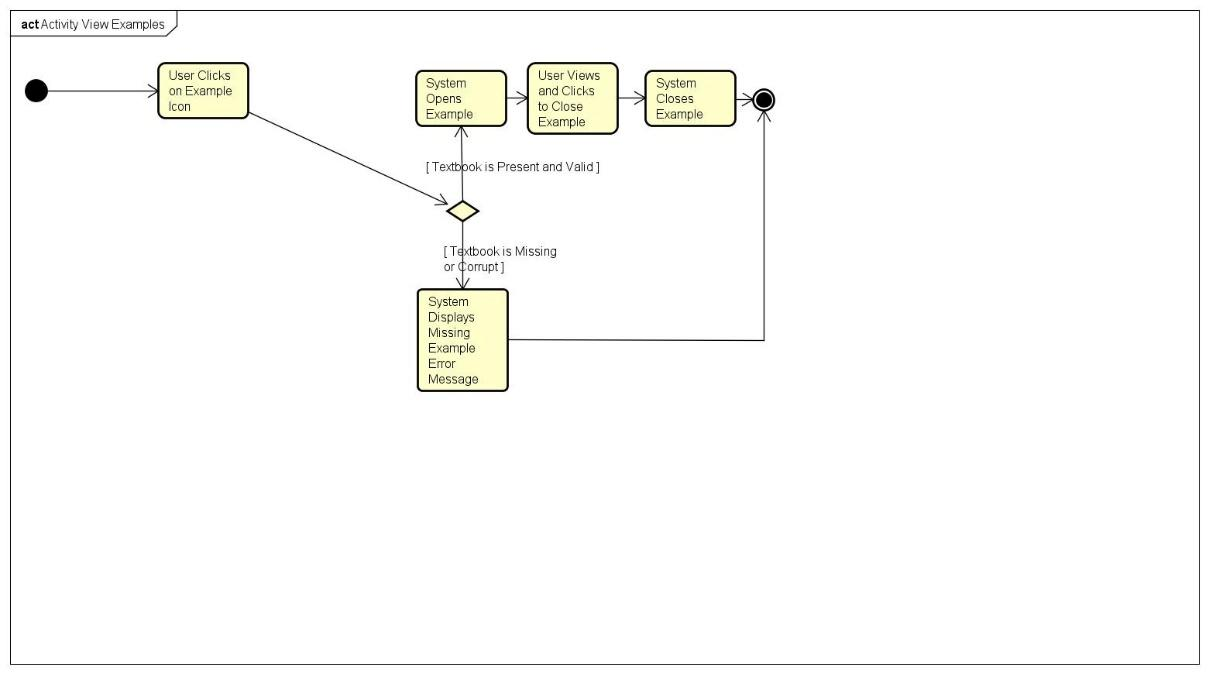 act Activity View Examples
User Clicks
on Example
Icon
System
Opens
Example
User Views
and Clicks
to Close
Example
System
Closes
Example
[ Textbook is Present and Valid ]
[ Textbook is Missing
or Corrupt ]
System
Displays
Missing
Example
Error
Message